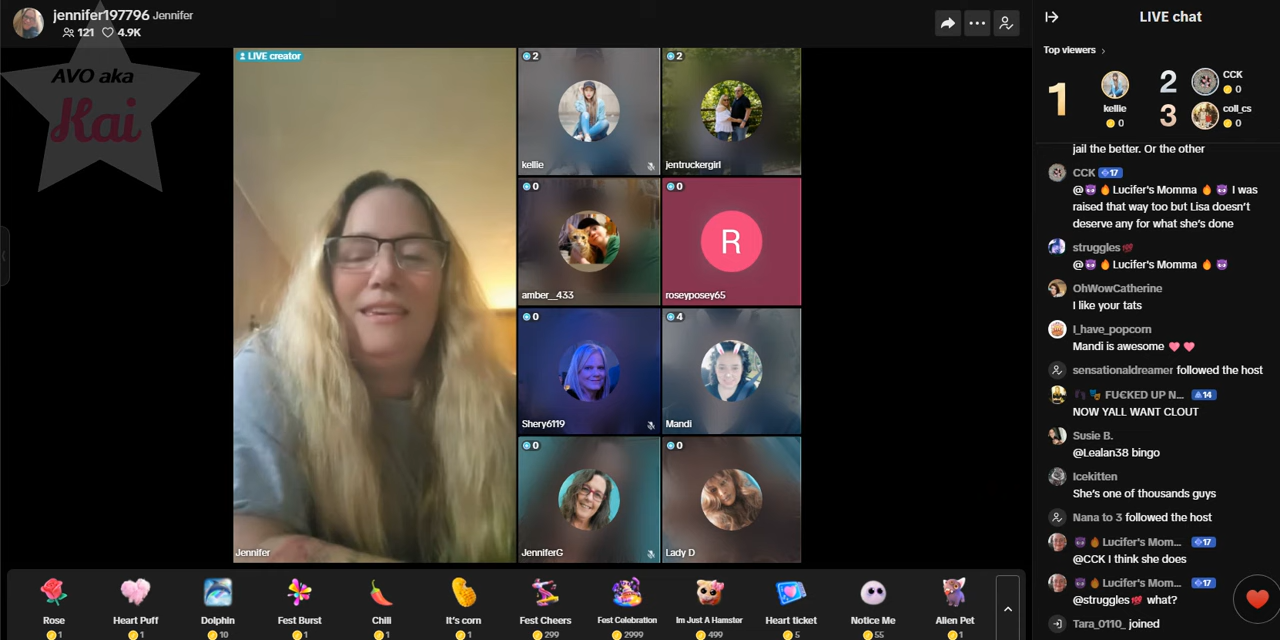 jennifer197796 Jennifer
121 4.9K
AVO aka
Kai
LIVE creator
Jennifer
2
kellie
2
jentruckergirl
0
amber__433
0
R
roseyposey65
0
Shery6119
4
Mandi
0
JenniferG
0
Lady D
Rose
1
Heart Puff
1
Dolphin
10
Fest Burst
1
Chili
1
It's corn
1
Fest Cheers
299
Fest Celebration
2999
Im Just A Hamster
499
Heart ticket
5
Notice Me
55
Alien Pet
1
LIVE chat
Top viewers
1
kellie
0
2
CCK
0
3
coll_cs
0
jail the better. Or the other
CCK 17
@😈🔥Lucifer's Momma 🔥😈 I was
raised that way too but Lisa doesn't
deserve any for what she's done
struggles💯
@😈🔥Lucifer's Momma 🔥😈
OhWowCatherine
I like your tats
I_have_popcorn
Mandi is awesome
sensationaldreamer followed the host
FUCKED UP N... 14
NOW YALL WANT CLOUT
Susie B.
@Lealan38 bingo
Icekitten
She's one of thousands guys
Nana to 3 followed the host
😈🔥Lucifer's Mom... 17
@CCK I think she does
😈🔥Lucifer's Mom... 17
@struggles💯 what?
Tara_0110_ joined